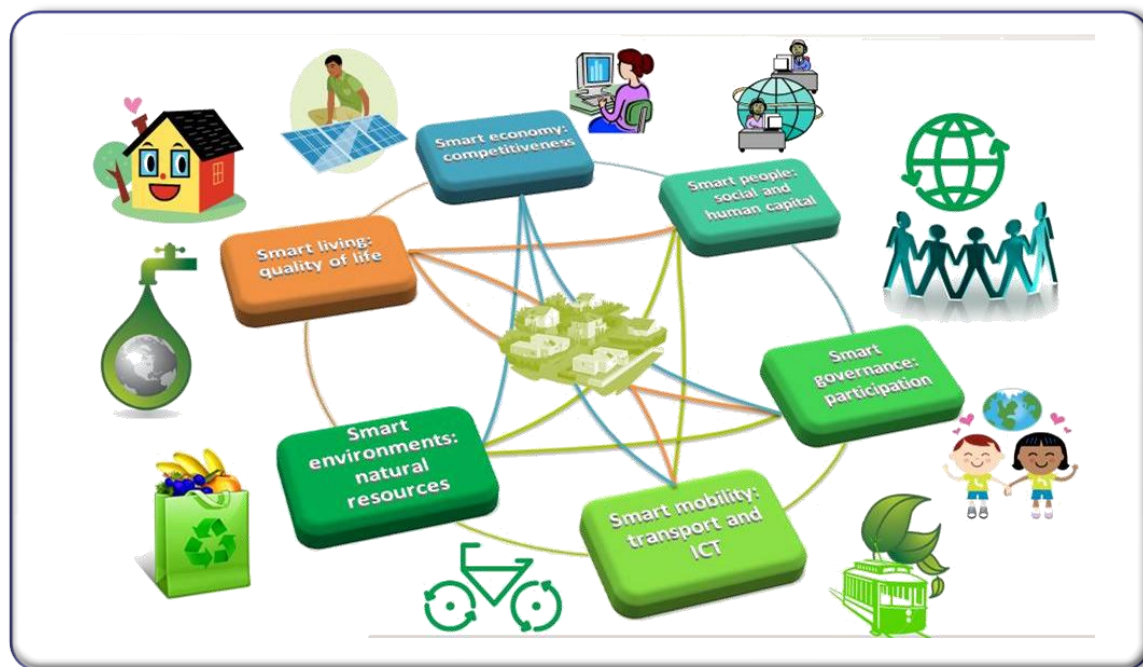 Smart economy:
competitiveness
Smart people:
social and
human capital
Smart living:
quality of life
Smart
governance:
participation
Smart
environments:
natural
resources
Smart mobility:
transport and
ICT